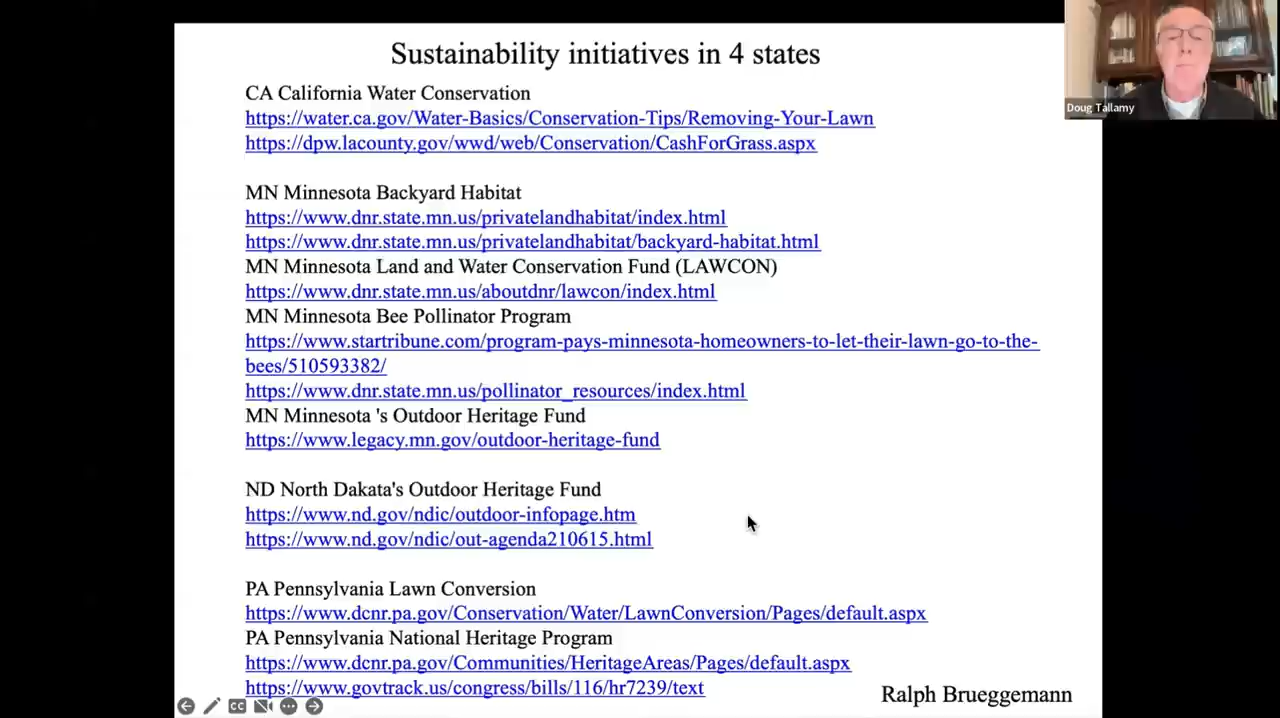 Sustainability initiatives in 4 states
Doug Tallamy
CA California Water Conservation
https://water.ca.gov/Water-Basics/Conservation-Tips/Removing-Your-Lawn
https://dpw.lacounty.gov/wwd/web/Conservation/CashForGrass.aspx
MN Minnesota Backyard Habitat
https://www.dnr.state.mn.us/privatelandhabitat/index.html
https://www.dnr.state.mn.us/privatelandhabitat/backyard-habitat.html
MN Minnesota Land and Water Conservation Fund (LAWCON)
https://www.dnr.state.mn.us/aboutdnr/lawcon/index.html
MN Minnesota Bee Pollinator Program
https://www.startribune.com/program-pays-minnesota-homeowners-to-let-their-lawn-go-to-the-
bees/510593382/
https://www.dnr.state.mn.us/pollinator_resources/index.html
MN Minnesota 's Outdoor Heritage Fund
https://www.legacy.mn.gov/outdoor-heritage-fund
ND North Dakata's Outdoor Heritage Fund
https://www.nd.gov/ndic/outdoor-infopage.htm
https://www.nd.gov/ndic/out-agenda210615.html
PA Pennsylvania Lawn Conversion
https://www.dcnr.pa.gov/Conservation/Water/LawnConversion/Pages/default.aspx
PA Pennsylvania National Heritage Program
https://www.dcnr.pa.gov/Communities/HeritageAreas/Pages/default.aspx
https://www.govtrack.us/congress/bills/116/hr7239/text
Ralph Brueggemann
CC